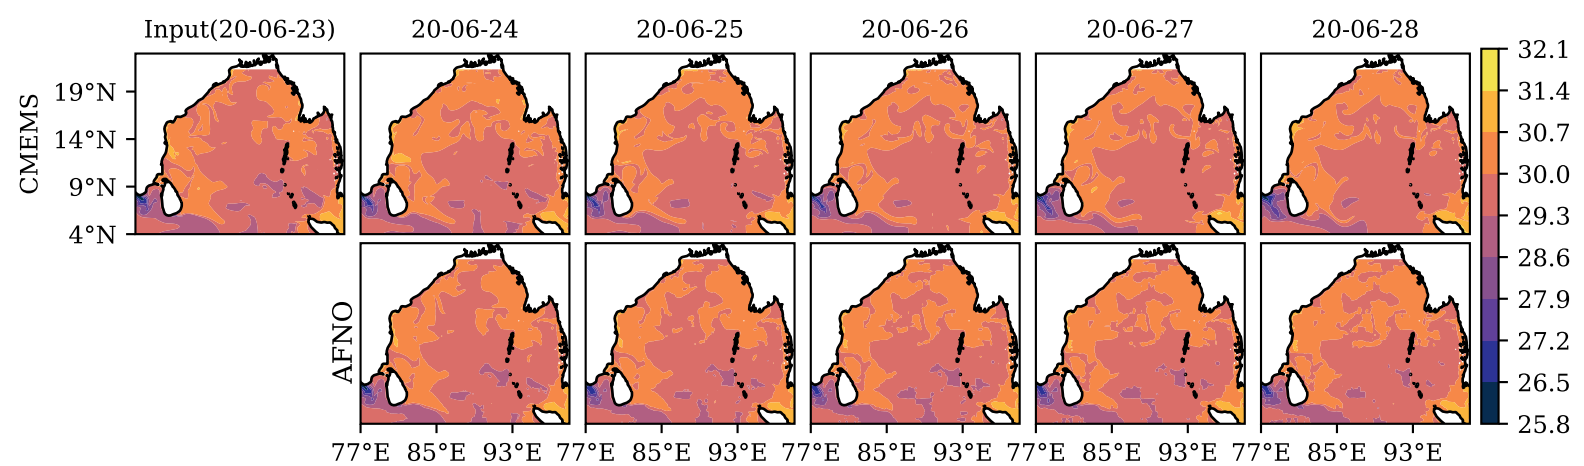 Input(20-06-23) 20-06-24 20-06-25 20-06-26 20-06-27 20-06-28
CMEMS
19°N
14°N
9°N
4°N
AFNO
77°E 85°E 93°E 77°E 85°E 93°E 77°E 85°E 93°E 77°E 85°E 93°E 77°E 85°E 93°E
32.1
31.4
30.7
30.0
29.3
28.6
27.9
27.2
26.5
25.8